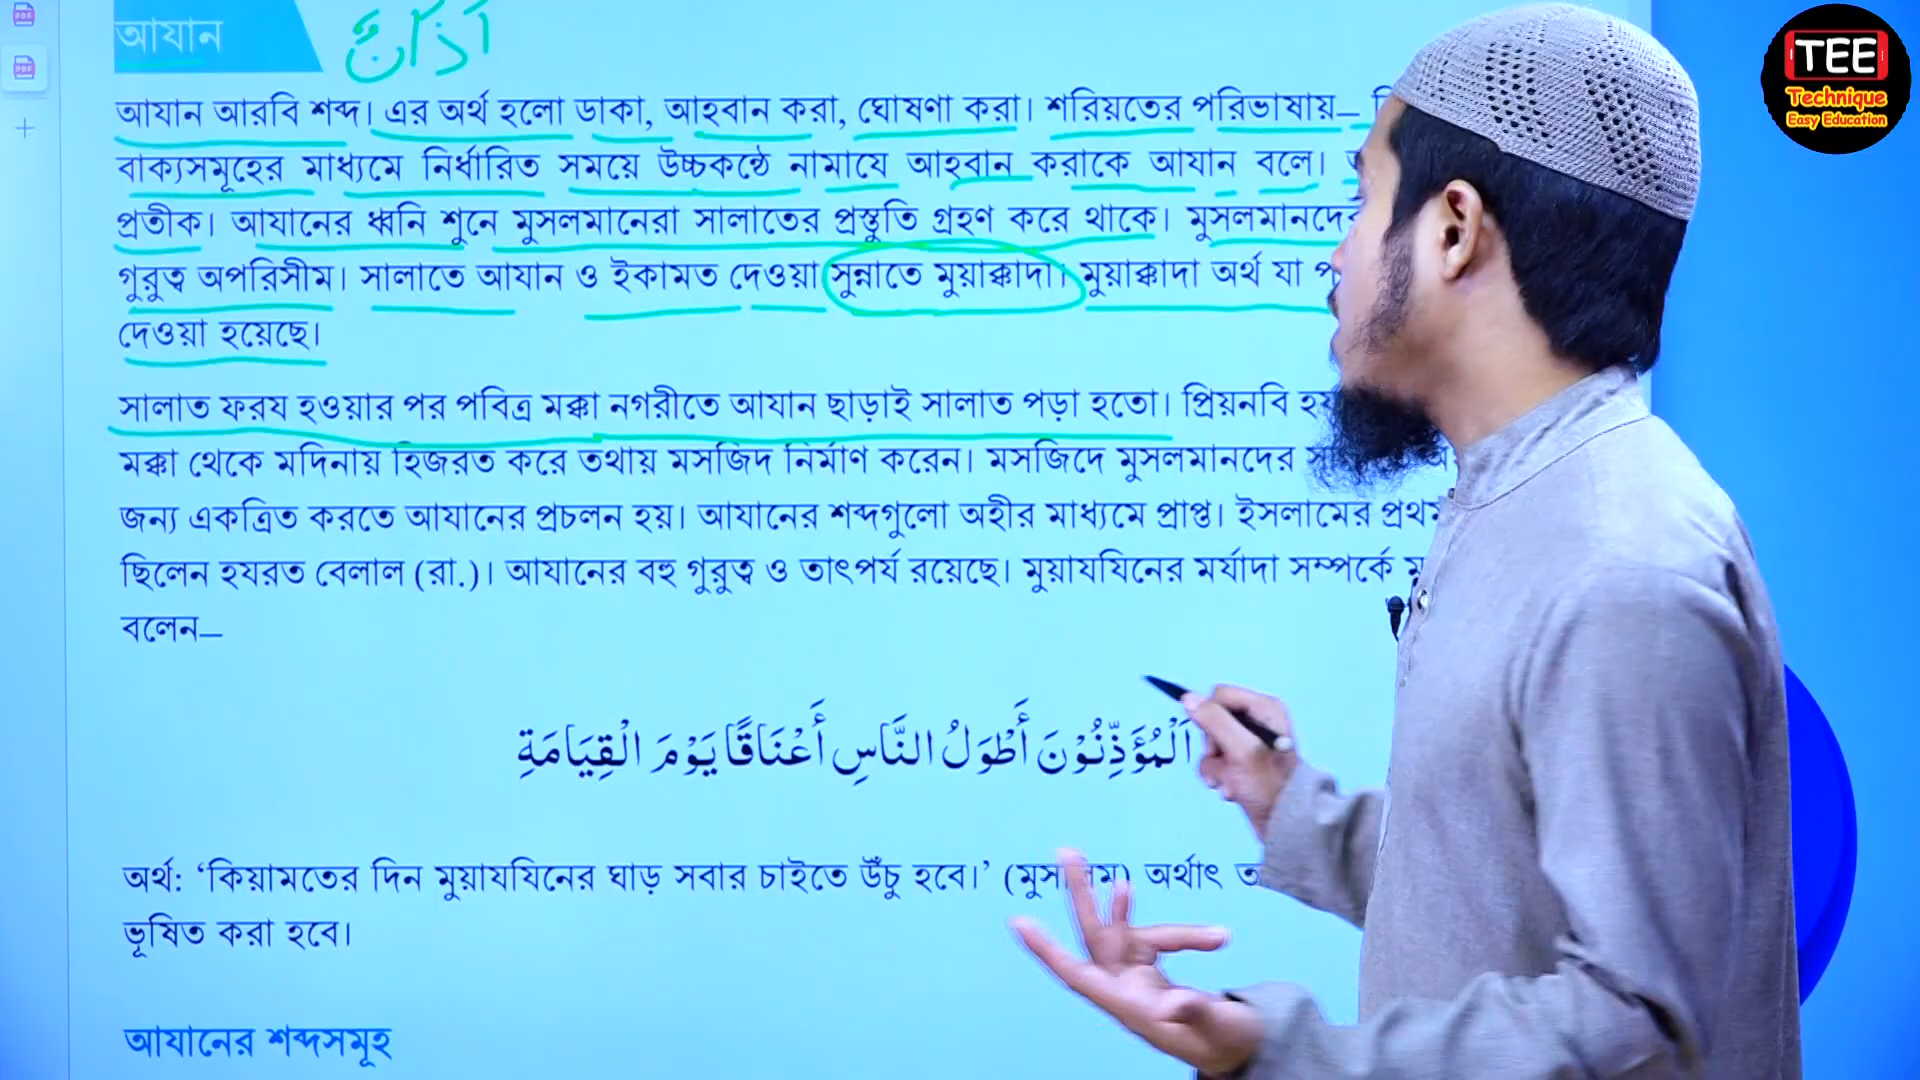 আযান
أذان
TEE
Technique
Easy Education
আযান আরবি শব্দ। এর অর্থ হলো ডাকা, আহবান করা, ঘোষণা করা। শরিয়তের পরিভাষায়–
বাক্যসমূহের মাধ্যমে নির্ধারিত সময়ে উচ্চকন্ঠে নামাযে আহবান করাকে আযান বলে।
প্রতীক। আযানের ধ্বনি শুনে মুসলমানেরা সালাতের প্রস্তুতি গ্রহণ করে থাকে। মুসলমানদের
গুরুত্ব অপরিসীম। সালাতে আযান ও ইকামত দেওয়া সুন্নাতে মুয়াক্কাদা। মুয়াক্কাদা অর্থ যা
দেওয়া হয়েছে।
সালাত ফরয হওয়ার পর পবিত্র মক্কা নগরীতে আযান ছাড়াই সালাত পড়া হতো। প্রিয়নবি
মক্কা থেকে মদিনায় হিজরত করে তথায় মসজিদ নির্মাণ করেন। মসজিদে মুসলমানদের
জন্য একত্রিত করতে আযানের প্রচলন হয়। আযানের শব্দগুলো অহীর মাধ্যমে প্রাপ্ত। ইসলামের প্রথম
ছিলেন হযরত বেলাল (রা.)। আযানের বহু গুরুত্ব ও তাৎপর্য রয়েছে। মুয়াযযিনের মর্যাদা সম্পর্কে
বলেন–
اَلْمُؤَذِّنُوْنَ أَطْوَلُ النَّاسِ أَعْنَاقًا يَوْمَ الْقِيَامَةِ
অর্থ: ‘কিয়ামতের দিন মুয়াযযিনের ঘাড় সবার চাইতে উঁচু হবে।’ (মুসলিম) অর্থাৎ
ভূষিত করা হবে।
আযানের শব্দসমূহ